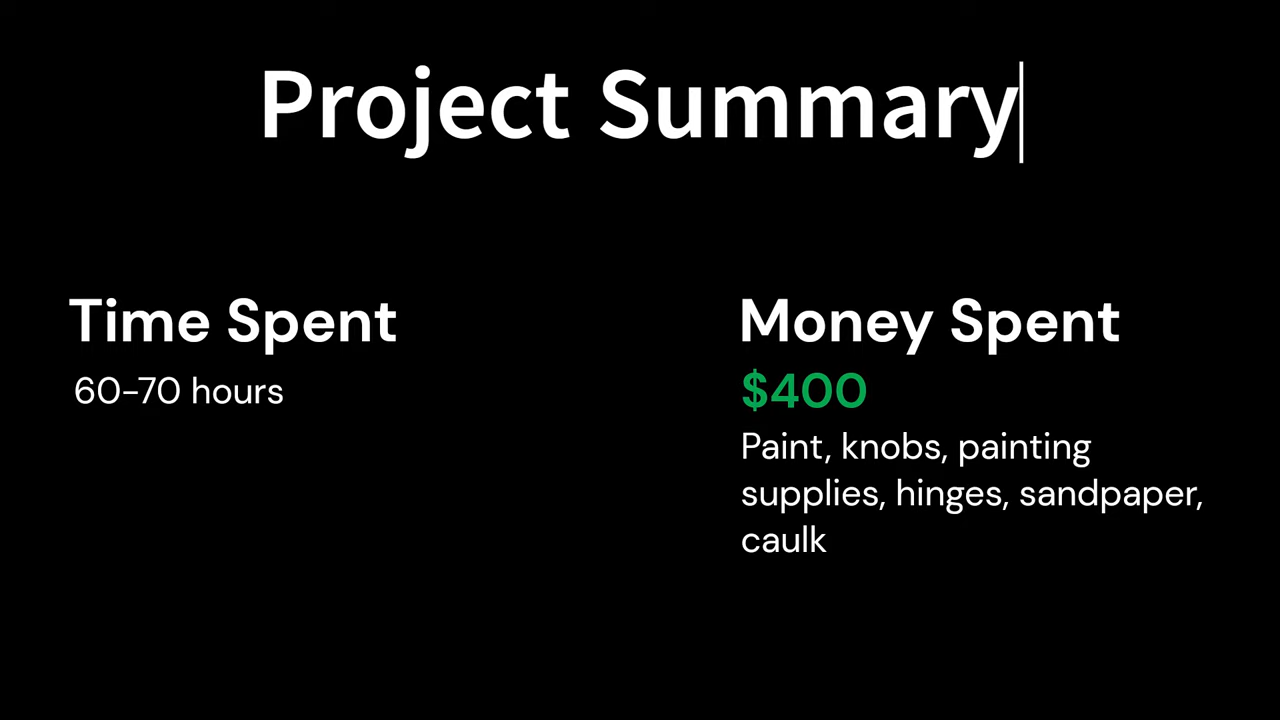 Project Summary
Time Spent
60-70 hours
Money Spent
$400
Paint, knobs, painting
supplies, hinges, sandpaper,
caulk